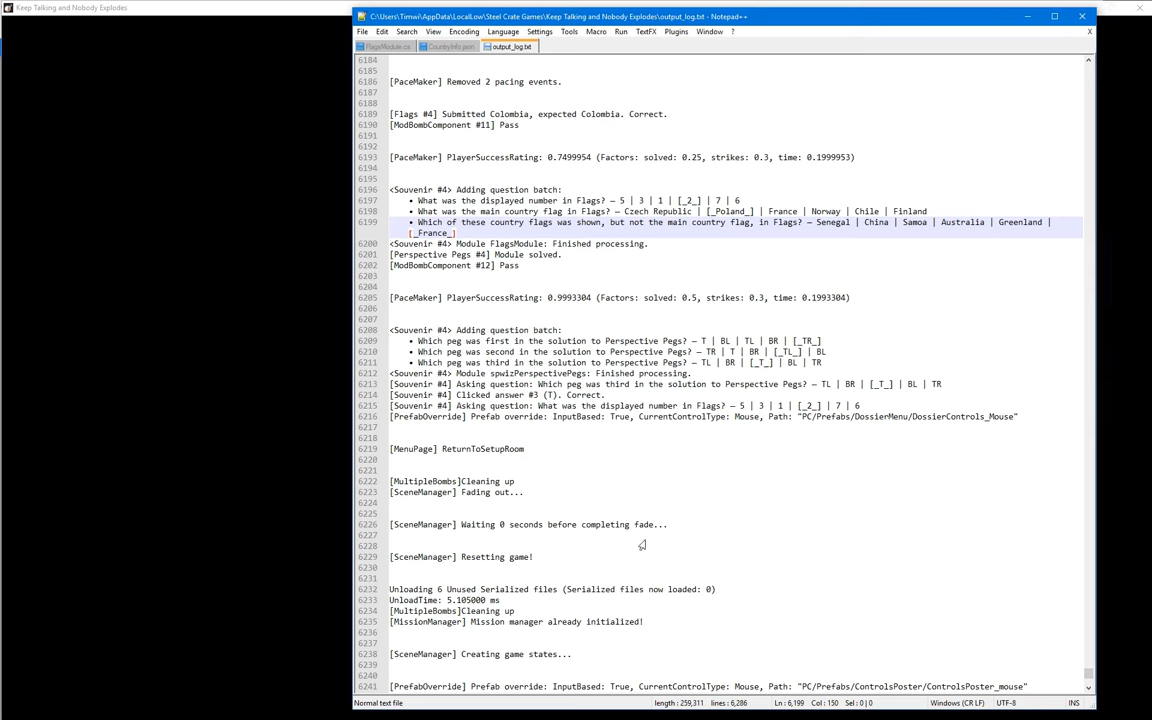 Keep Talking and Nobody Explodes
C:\Users\Timwi\AppData\LocalLow\Steel Crate Games\Keep Talking and Nobody Explodes\output_log.txt - Notepad++
File Edit Search View Encoding Language Settings Tools Macro Run TextFX Plugins Window ?
X
FlagsModule.cs CountryInfo.json output_log.txt
6184
6185
6186 [PaceMaker] Removed 2 pacing events.
6187
6188
6189 [Flags #4] Submitted Colombia, expected Colombia. Correct.
6190 [ModBombComponent #11] Pass
6191
6192
6193 [PaceMaker] PlayerSuccessRating: 0.7499954 (Factors: solved: 0.25, strikes: 0.3, time: 0.1999953)
6194
6195
6196 <Souvenir #4> Adding question batch:
6197 • What was the displayed number in Flags? — 5 | 3 | 1 | [_2_] | 7 | 6
6198 • What was the main country flag in Flags? — Czech Republic | [_Poland_] | France | Norway | Chile | Finland
6199 • Which of these country flags was shown, but not the main country flag, in Flags? — Senegal | China | Samoa | Australia | Greenland |
[_France_]
6200 <Souvenir #4> Module FlagsModule: Finished processing.
6201 [Perspective Pegs #4] Module solved.
6202 [ModBombComponent #12] Pass
6203
6204
6205 [PaceMaker] PlayerSuccessRating: 0.9993304 (Factors: solved: 0.5, strikes: 0.3, time: 0.1993304)
6206
6207
6208 <Souvenir #4> Adding question batch:
6209 • Which peg was first in the solution to Perspective Pegs? — T | BL | TL | BR | [_TR_]
6210 • Which peg was second in the solution to Perspective Pegs? — TR | T | BR | [_TL_] | BL
6211 • Which peg was third in the solution to Perspective Pegs? — TL | BR | [_T_] | BL | TR
6212 <Souvenir #4> Module spwizPerspectivePegs: Finished processing.
6213 [Souvenir #4] Asking question: Which peg was third in the solution to Perspective Pegs? — TL | BR | [_T_] | BL | TR
6214 [Souvenir #4] Clicked answer #3 (T). Correct.
6215 [Souvenir #4] Asking question: What was the displayed number in Flags? — 5 | 3 | 1 | [_2_] | 7 | 6
6216 [PrefabOverride] Prefab override: InputBased: True, CurrentControlType: Mouse, Path: "PC/Prefabs/DossierMenu/DossierControls_Mouse"
6217
6218
6219 [MenuPage] ReturnToSetupRoom
6220
6221
6222 [MultipleBombs]Cleaning up
6223 [SceneManager] Fading out...
6224
6225
6226 [SceneManager] Waiting 0 seconds before completing fade...
6227
6228
6229 [SceneManager] Resetting game!
6230
6231
6232 Unloading 6 Unused Serialized files (Serialized files now loaded: 0)
6233 UnloadTime: 5.105000 ms
6234 [MultipleBombs]Cleaning up
6235 [MissionManager] Mission manager already initialized!
6236
6237
6238 [SceneManager] Creating game states...
6239
6240
6241 [PrefabOverride] Prefab override: InputBased: True, CurrentControlType: Mouse, Path: "PC/Prefabs/ControlsPoster/ControlsPoster_mouse"
Normal text file length : 259,311 lines : 6,286 Ln : 6,199 Col : 150 Sel : 0 | 0 Windows (CR LF) UTF-8 INS